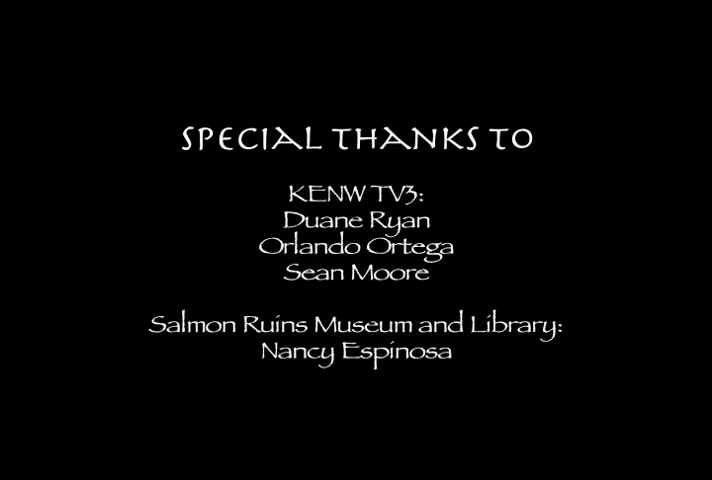 SPECIAL THANKS TO
KENW TV3:
Duane Ryan
Orlando Ortega
Sean Moore
Salmon Ruins Museum and Library:
Nancy Espinosa